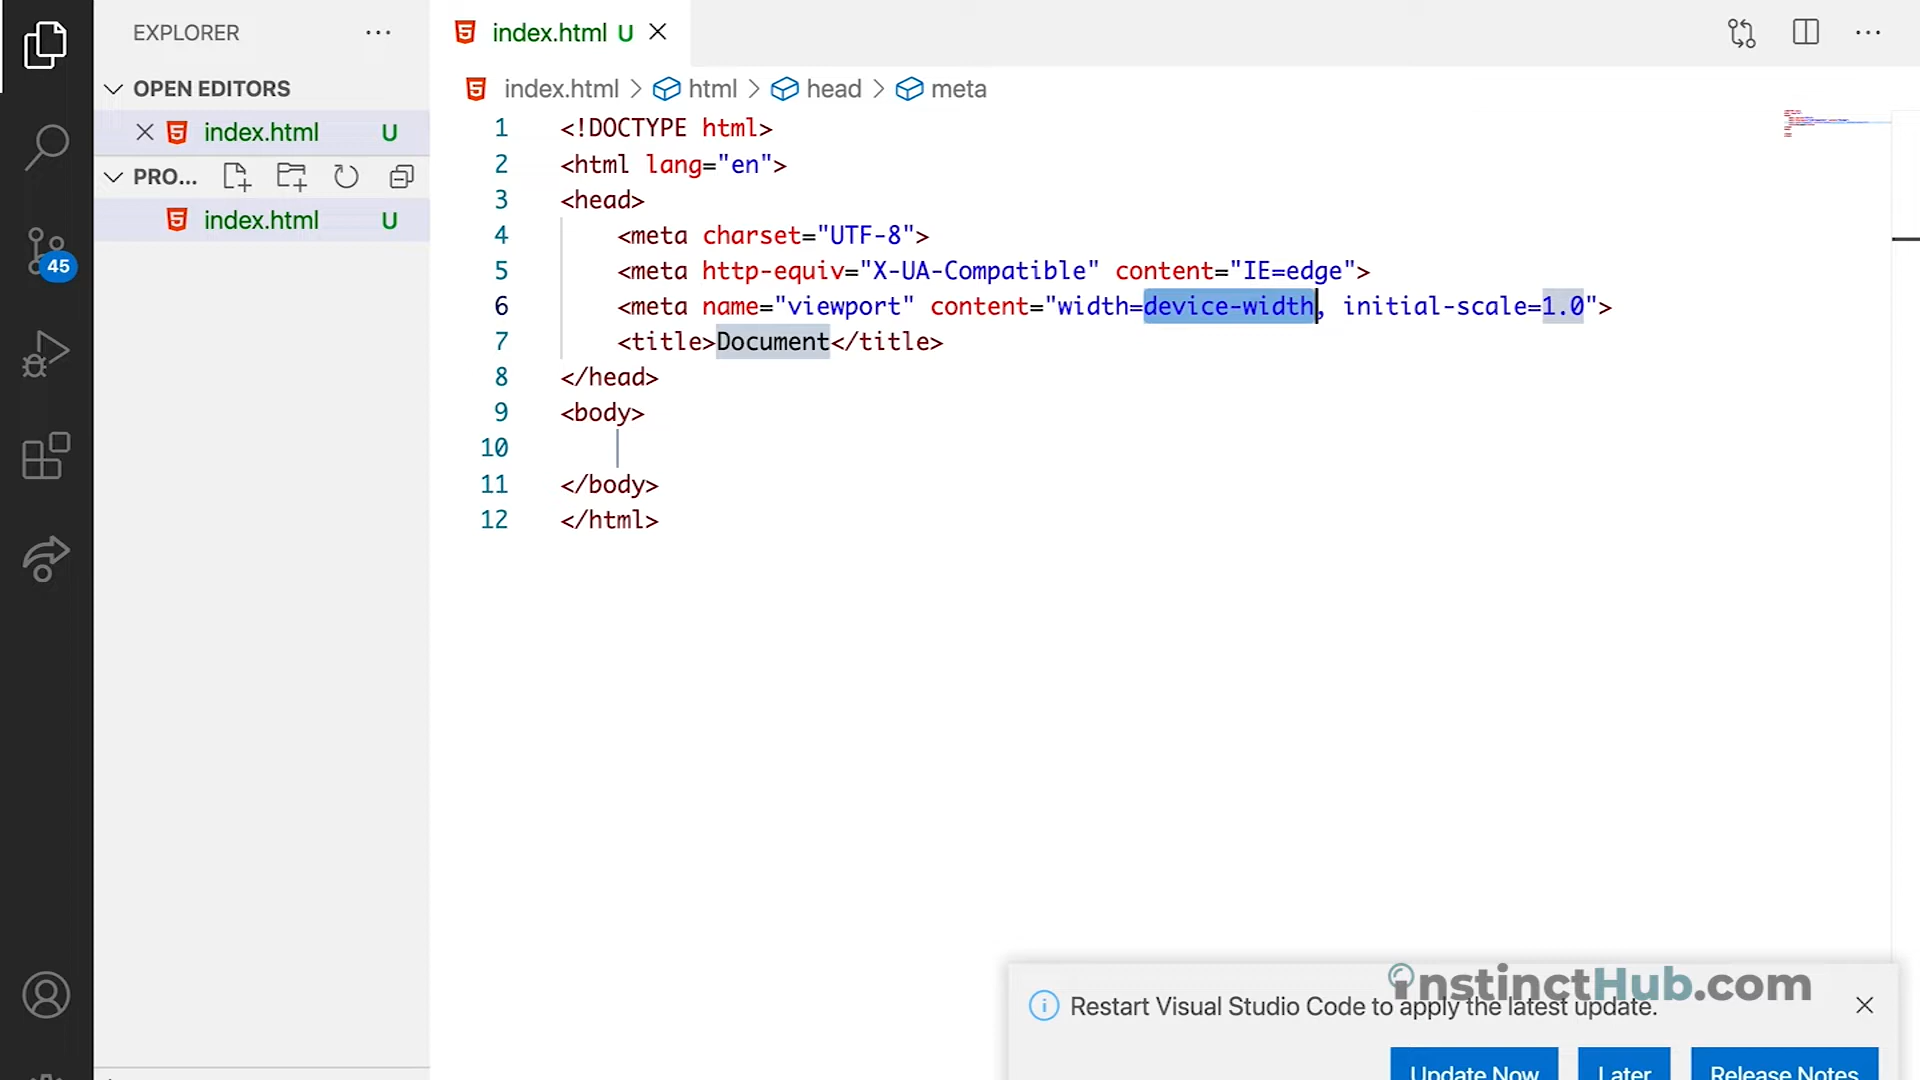 EXPLORER
OPEN EDITORS
index.html U
PRO...
index.html U
45
index.html U
index.html > html > head > meta
1 <!DOCTYPE html>
2 <html lang="en">
3 <head>
4 <meta charset="UTF-8">
5 <meta http-equiv="X-UA-Compatible" content="IE=edge">
6 <meta name="viewport" content="width=device-width, initial-scale=1.0">
7 <title>Document</title>
8 </head>
9 <body>
10
11 </body>
12 </html>
instinctHub.com
Restart Visual Studio Code to apply the latest update.
Update Now Later Release Notes